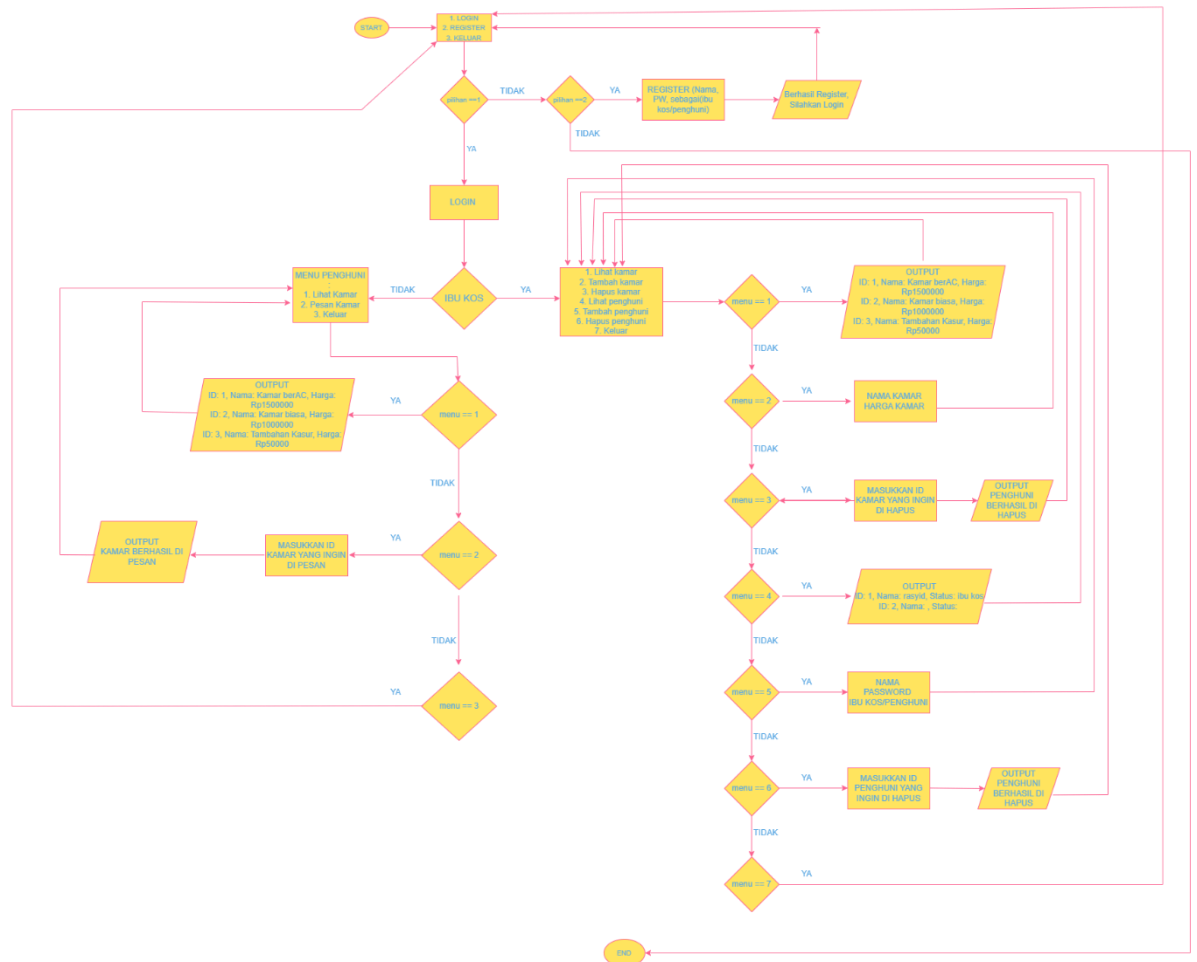 START
1. LOGIN
2. REGISTER
3. KELUAR
pilihan ==1
TIDAK
pilihan ==2
YA
REGISTER (Nama,
PW, sebagai(ibu
kos/penghuni)
Berhasil Register,
Silahkan Login
TIDAK
YA
LOGIN
IBU KOS
TIDAK
YA
MENU PENGHUNI
:
1. Lihat Kamar
2. Pesan Kamar
3. Keluar
menu == 1
YA
OUTPUT
ID: 1, Nama: Kamar berAC, Harga:
Rp1500000
ID: 2, Nama: Kamar biasa, Harga:
Rp1000000
ID: 3, Nama: Tambahan Kasur, Harga:
Rp50000
TIDAK
menu == 2
YA
MASUKKAN ID
KAMAR YANG INGIN
DI PESAN
OUTPUT
KAMAR BERHASIL DI
PESAN
TIDAK
menu == 3
YA
1. Lihat kamar
2. Tambah kamar
3. Hapus kamar
4. Lihat penghuni
5. Tambah penghuni
6. Hapus penghuni
7. Keluar
menu == 1
YA
OUTPUT
ID: 1, Nama: Kamar berAC, Harga:
Rp1500000
ID: 2, Nama: Kamar biasa, Harga:
Rp1000000
ID: 3, Nama: Tambahan Kasur, Harga:
Rp50000
TIDAK
menu == 2
YA
NAMA KAMAR
HARGA KAMAR
TIDAK
menu == 3
YA
MASUKKAN ID
KAMAR YANG INGIN
DI HAPUS
OUTPUT
PENGHUNI
BERHASIL DI
HAPUS
TIDAK
menu == 4
YA
OUTPUT
ID: 1, Nama: rasyid, Status: ibu kos
ID: 2, Nama: , Status:
TIDAK
menu == 5
YA
NAMA
PASSWORD
IBU KOS/PENGHUNI
TIDAK
menu == 6
YA
MASUKKAN ID
PENGHUNI YANG
INGIN DI HAPUS
OUTPUT
PENGHUNI
BERHASIL DI
HAPUS
TIDAK
menu == 7
YA
END